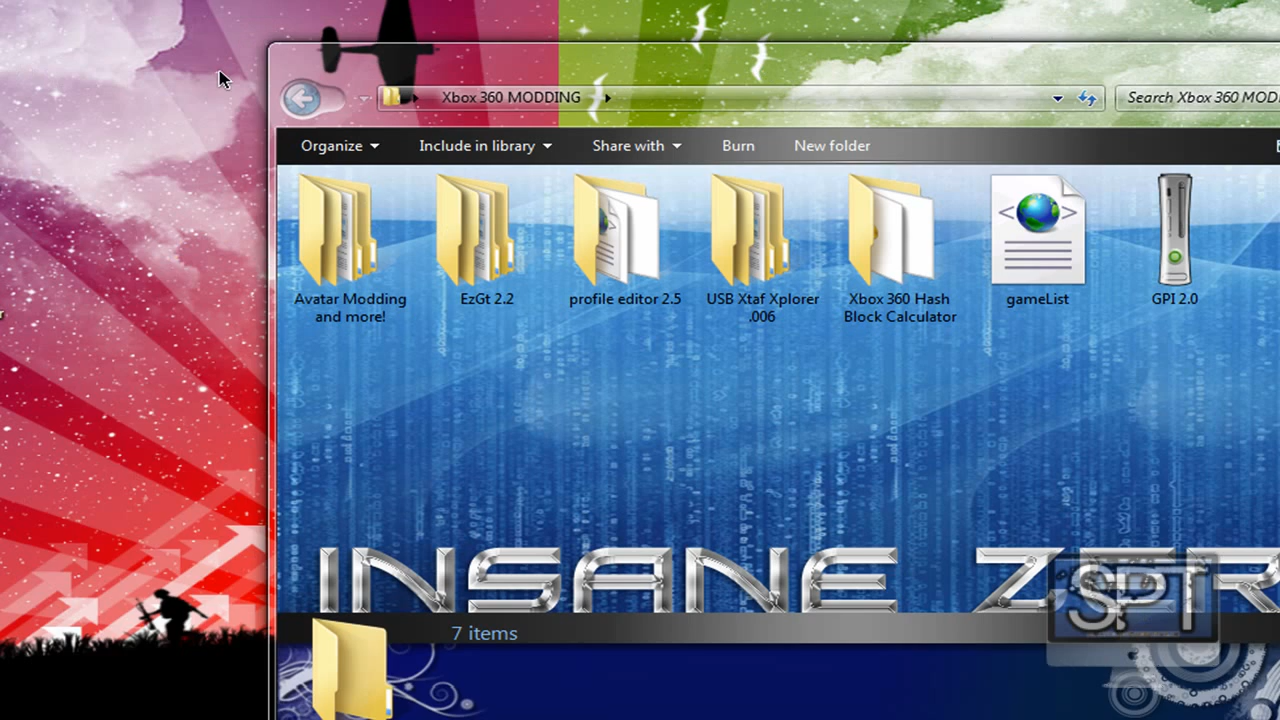 Xbox 360 MODDING
Search Xbox 360 MOD
Organize
Include in library
Share with
Burn
New folder
Avatar Modding
and more!
EzGt 2.2
profile editor 2.5
USB Xtaf Xplorer
.006
Xbox 360 Hash
Block Calculator
gameList
GPI 2.0
INSANE ZER
SPT
7 items